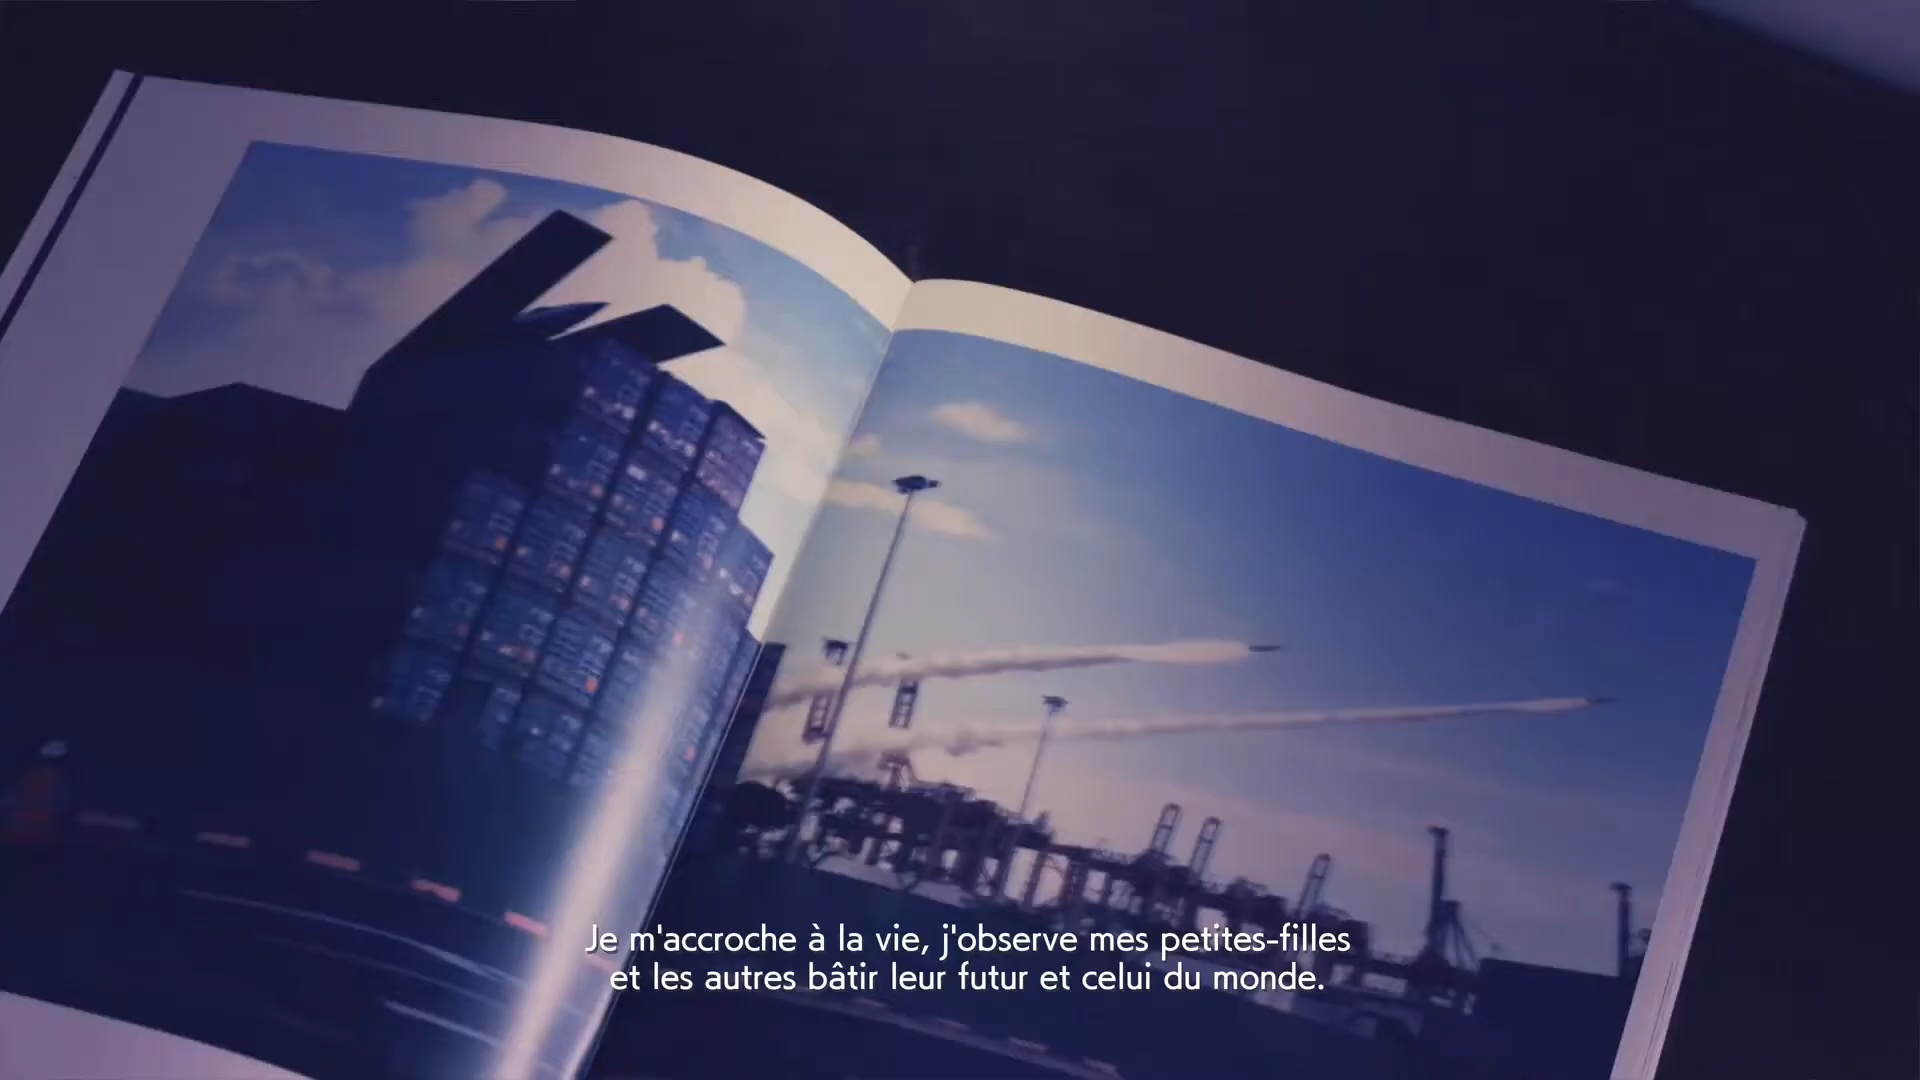 Je m'accroche à la vie, j'observe mes petites-filles
et les autres bâtir leur futur et celui du monde.